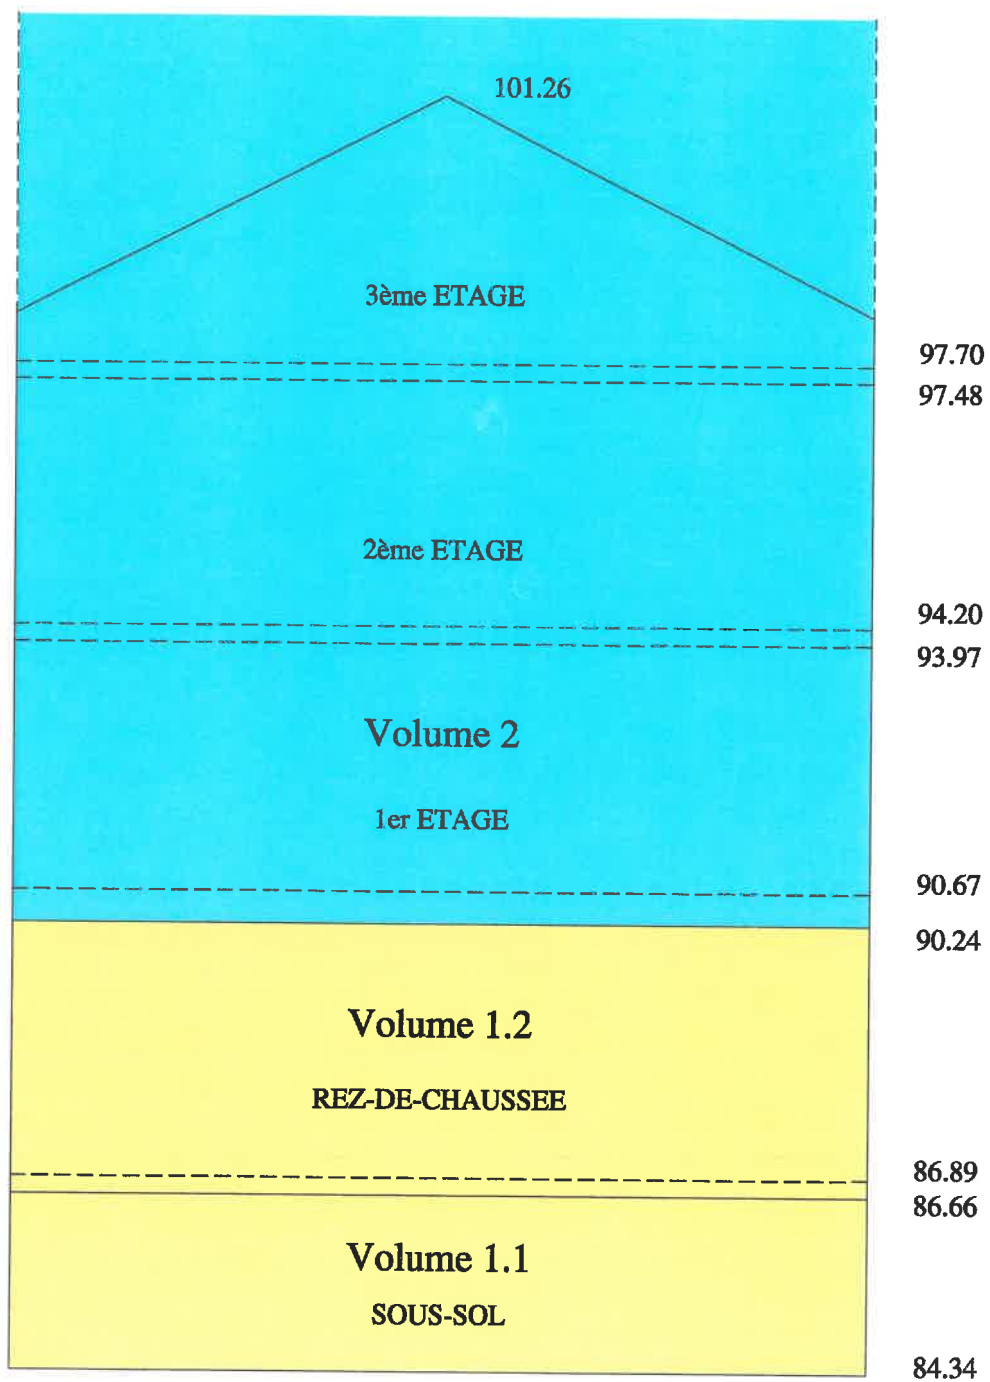 101.26
3ème ETAGE
97.70
97.48
2ème ETAGE
94.20
93.97
Volume 2
1er ETAGE
90.67
90.24
Volume 1.2
REZ-DE-CHAUSSEE
86.89
86.66
Volume 1.1
SOUS-SOL
84.34